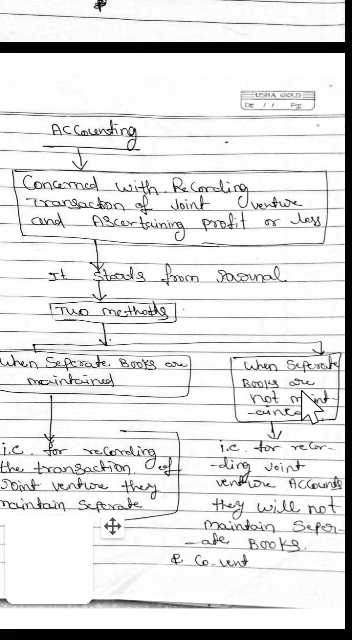 USHA GOLD
Dt. / / Pg.
Accounting
Concerned with Recording
Transaction of Joint venture
and Ascertaining profit or loss
It starts from Journal
Two methods
When Seperate Books are
maintained
When Seperate
Books are
not maint
-ained
i.e. for recording
the transaction of
Joint venture they
maintain Seperate
i.e. for recor-
-ding Joint
venture Accounts
they will not
maintain Seper-
-ate Books.
& Co.vent